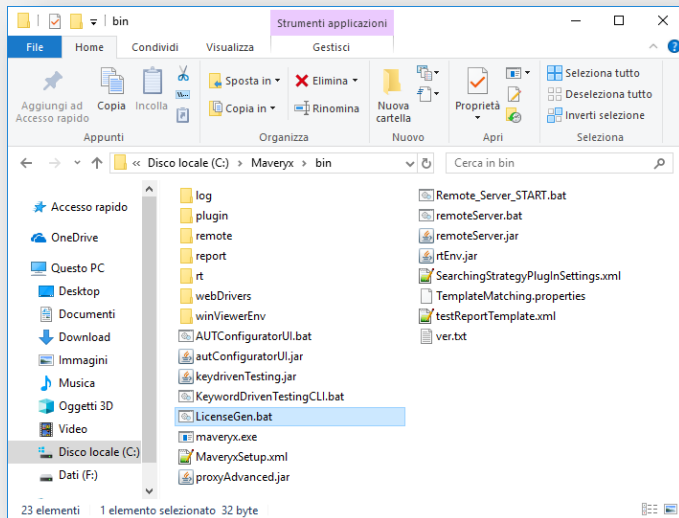 bin
Strumenti applicazioni
File
Home
Condividi
Visualizza
Gestisci
Aggiungi ad
Accesso rapido
Copia
Incolla
Sposta in
Copia in
Elimina
Rinomina
Nuova
cartella
Proprietà
Seleziona tutto
Deseleziona tutto
Inverti selezione
Appunti
Organizza
Nuovo
Apri
Seleziona
« Disco locale (C:) › Maveryx › bin
Cerca in bin
Accesso rapido
OneDrive
Questo PC
Desktop
Documenti
Download
Immagini
Musica
Oggetti 3D
Video
Disco locale (C:)
Dati (F:)
log
plugin
remote
report
rt
webDrivers
winViewerEnv
AUTConfiguratorUI.bat
autConfiguratorUI.jar
keydrivenTesting.jar
KeywordDrivenTestingCLI.bat
LicenseGen.bat
maveryx.exe
MaveryxSetup.xml
proxyAdvanced.jar
Remote_Server_START.bat
remoteServer.bat
remoteServer.jar
rtEnv.jar
SearchingStrategyPlugInSettings.xml
TemplateMatching.properties
testReportTemplate.xml
ver.txt
23 elementi
1 elemento selezionato 32 byte